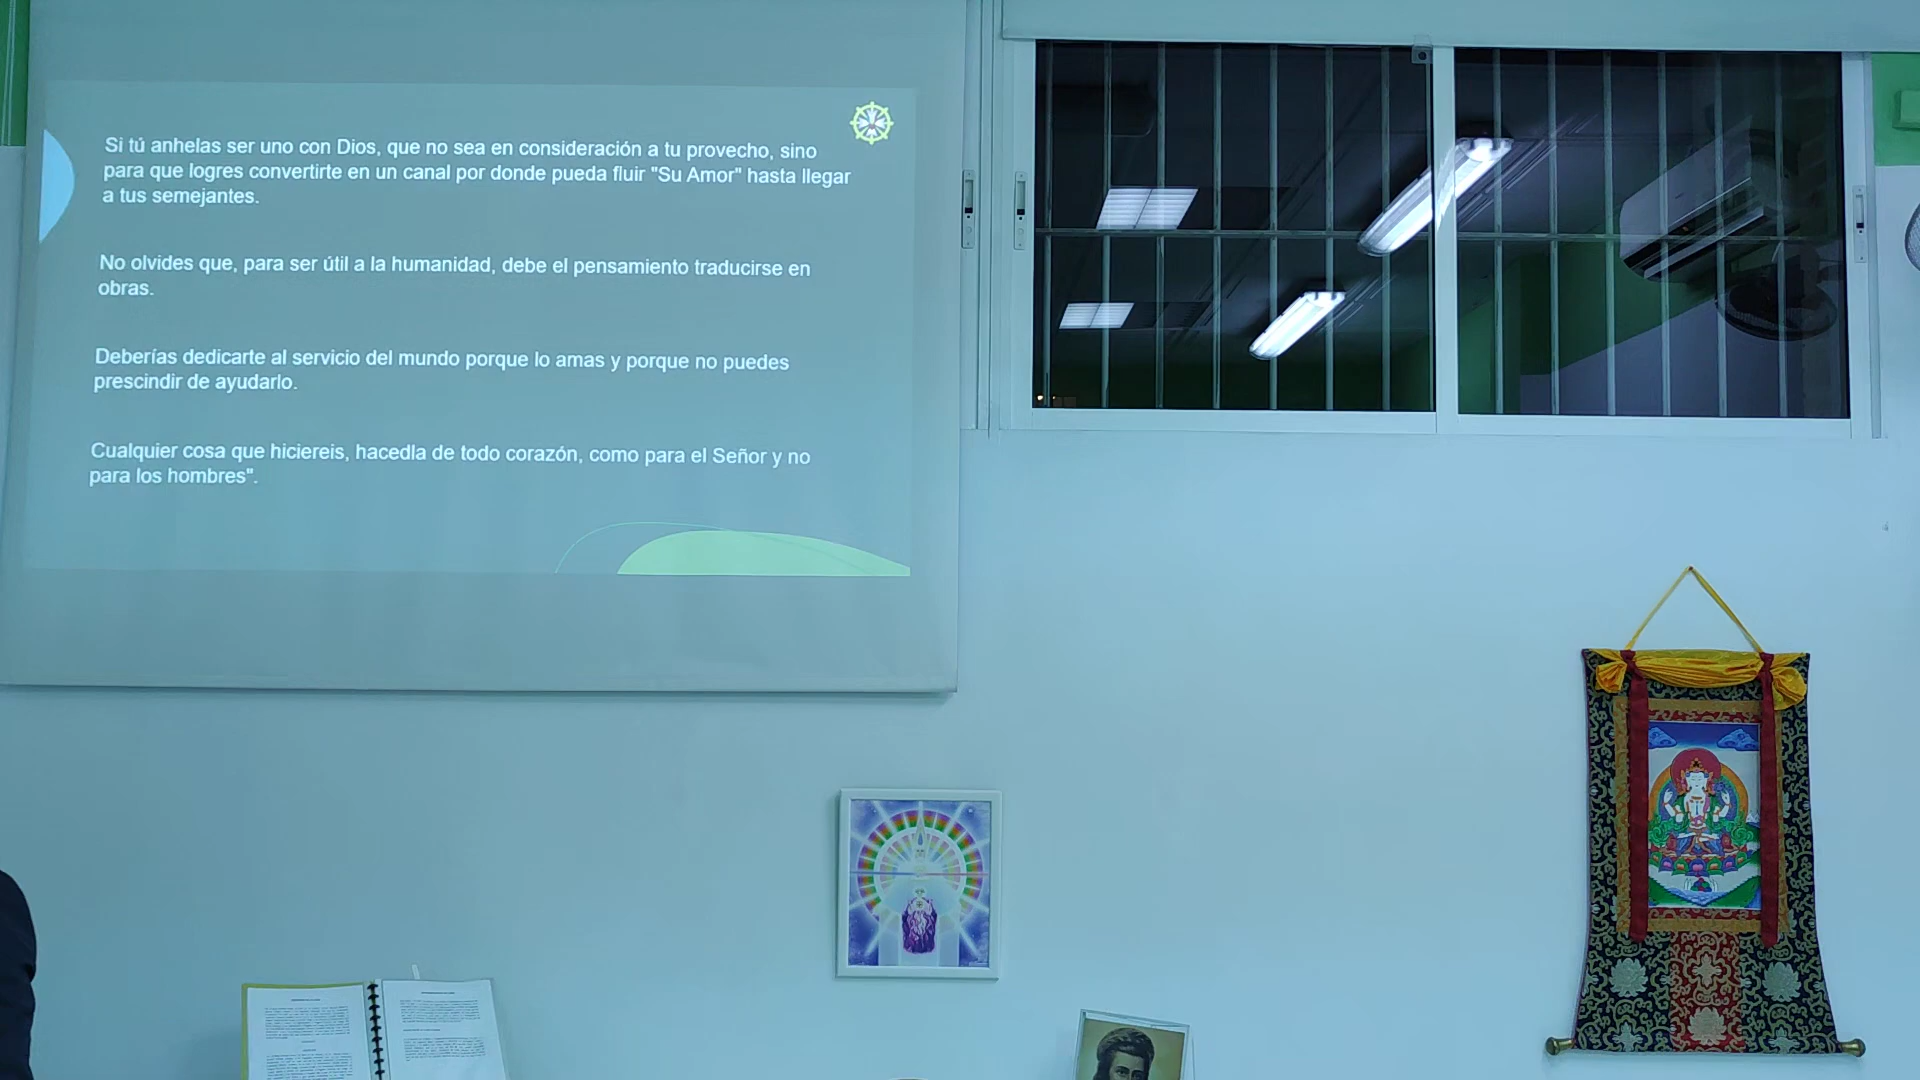 Si tú anhelas ser uno con Dios, que no sea en consideración a tu provecho, sino
para que logres convertirte en un canal por donde pueda fluir "Su Amor" hasta llegar
a tus semejantes.
No olvides que, para ser útil a la humanidad, debe el pensamiento traducirse en
obras.
Deberías dedicarte al servicio del mundo porque lo amas y porque no puedes
prescindir de ayudarlo.
Cualquier cosa que hiciereis, hacedla de todo corazón, como para el Señor y no
para los hombres".